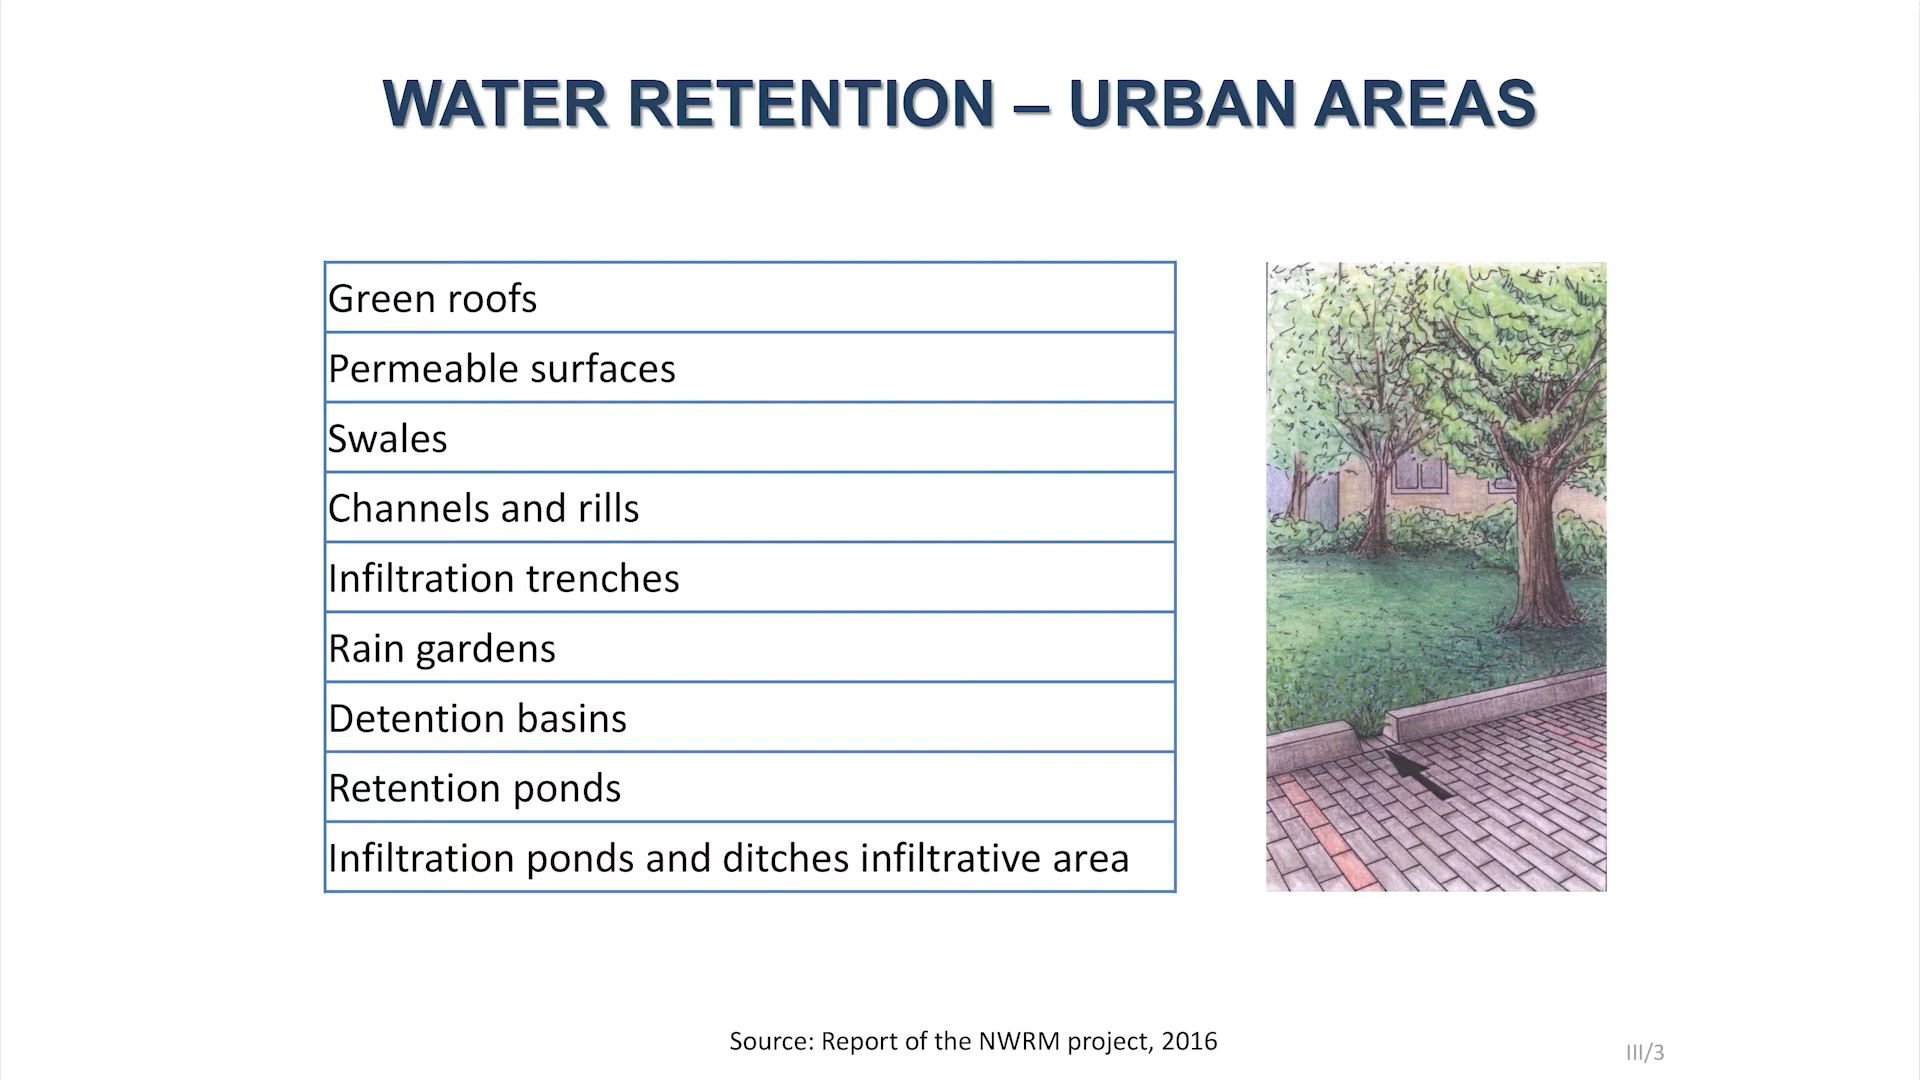 WATER RETENTION – URBAN AREAS
Green roofs
Permeable surfaces
Swales
Channels and rills
Infiltration trenches
Rain gardens
Detention basins
Retention ponds
Infiltration ponds and ditches infiltrative area
Source: Report of the NWRM project, 2016
III/3